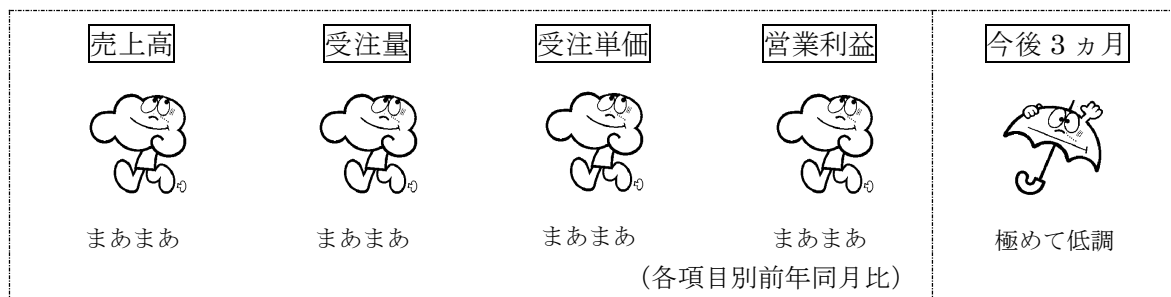 売上高 受注量 受注単価 営業利益 今後3ヵ月
まあまあ まあまあ まあまあ まあまあ 極めて低調
（各項目別前年同月比）